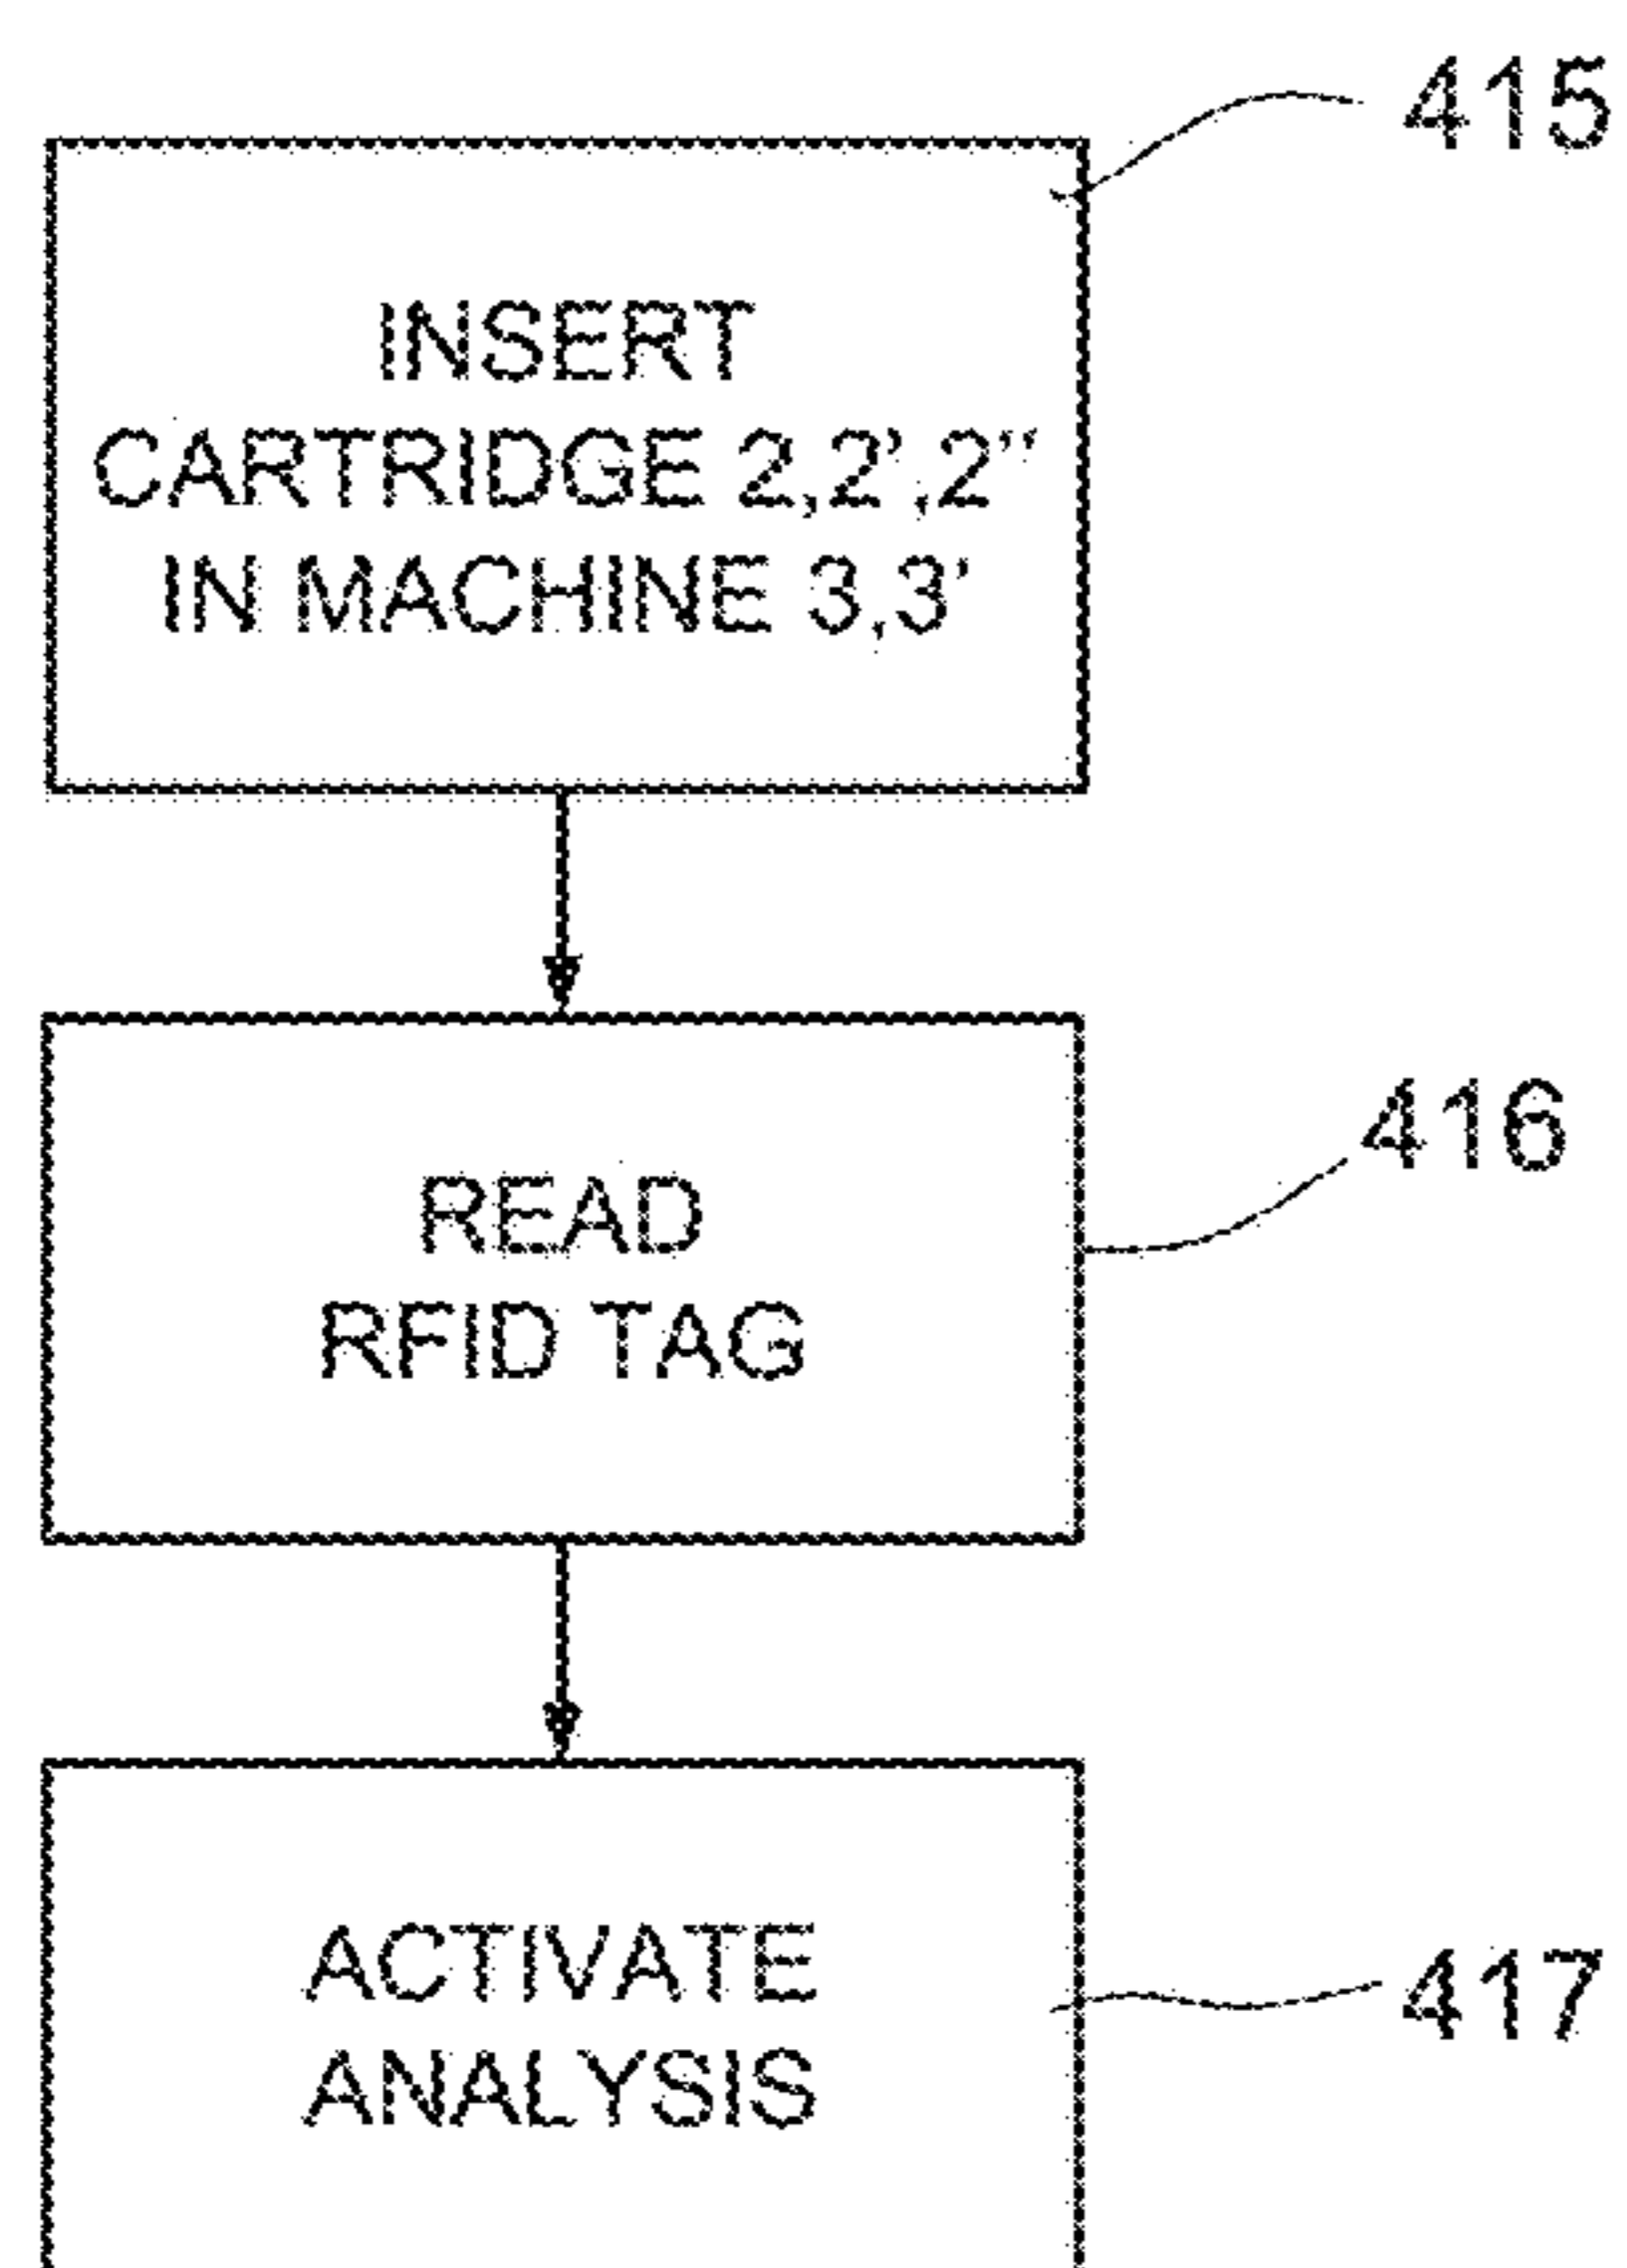 415
INSERT
CARTRIDGE 2,2',2''
IN MACHINE 3,3'
416
READ
RFID TAG
ACTIVATE
417
ANALYSIS